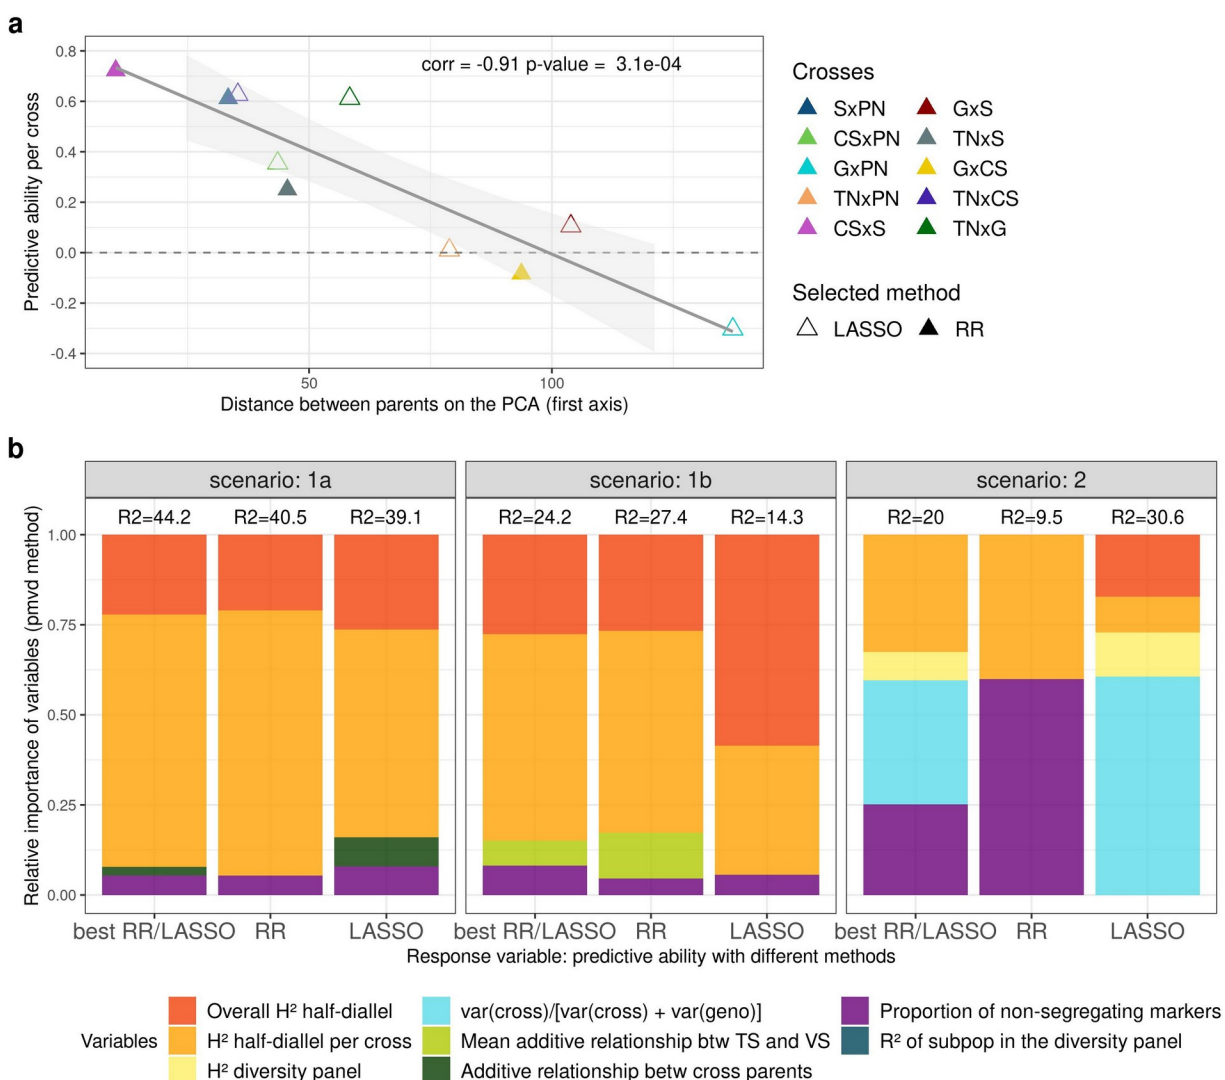 a
corr = -0.91 p-value = 3.1e-04
0.8
0.6
0.4
0.2
0.0
-0.2
-0.4
Predictive ability per cross
50 100
Distance between parents on the PCA (first axis)
Crosses
SxPN GxS
CSxPN TNxS
GxPN GxCS
TNxPN TNxCS
CSxS TNxG
Selected method
LASSO RR
b
scenario: 1a scenario: 1b scenario: 2
R2=44.2 R2=40.5 R2=39.1 R2=24.2 R2=27.4 R2=14.3 R2=20 R2=9.5 R2=30.6
1.00
0.75
0.50
0.25
0.00
Relative importance of variables (pmvd method)
best RR/LASSO RR LASSO best RR/LASSO RR LASSO best RR/LASSO RR LASSO
Response variable: predictive ability with different methods
Variables
Overall H² half-diallel var(cross)/[var(cross) + var(geno)] Proportion of non-segregating markers
H² half-diallel per cross Mean additive relationship btw TS and VS R² of subpop in the diversity panel
H² diversity panel Additive relationship betw cross parents